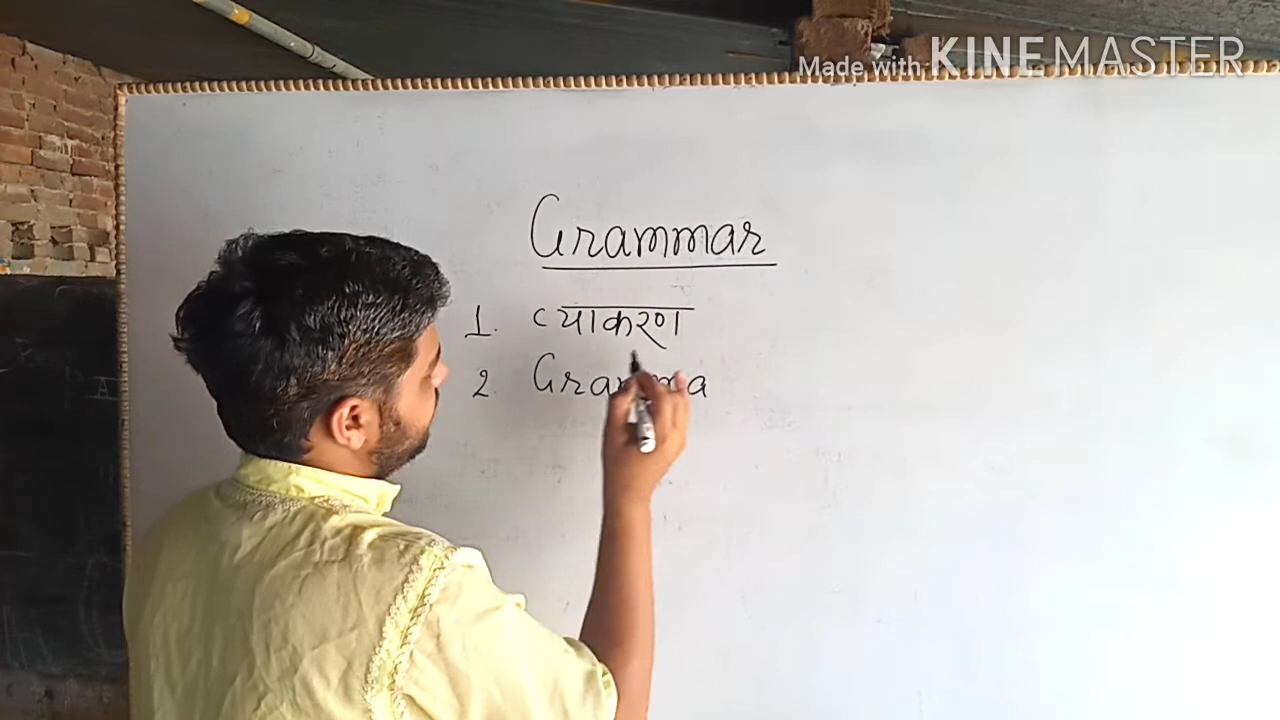 Made with KINEMASTER
Grammar
1. व्याकरण
2. Gramma